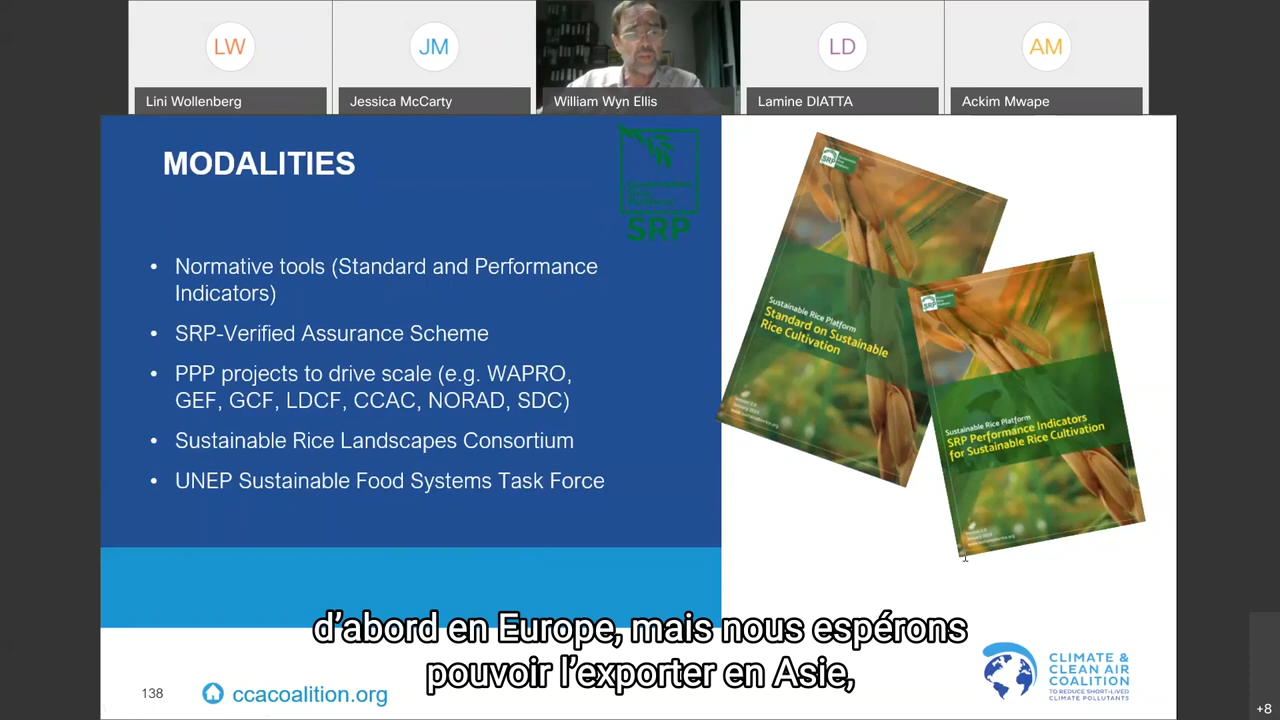 LW
JM
LD
AM
Lini Wollenberg
Jessica McCarty
William Wyn Ellis
Lamine DIATTA
Ackim Mwape
MODALITIES
SRP
• Normative tools (Standard and Performance
Indicators)
• SRP-Verified Assurance Scheme
• PPP projects to drive scale (e.g. WAPRO,
GEF, GCF, LDCF, CCAC, NORAD, SDC)
• Sustainable Rice Landscapes Consortium
• UNEP Sustainable Food Systems Task Force
SRP
Sustainable Rice Platform
Standard on Sustainable
Rice Cultivation
SRP
Sustainable Rice Platform
SRP Performance Indicators
for Sustainable Rice Cultivation
d'abord en Europe, mais nous espérons
pouvoir l'exporter en Asie,
138
ccacoalition.org
CLIMATE &
CLEAN AIR
COALITION
TO REDUCE SHORT-LIVED
CLIMATE POLLUTANTS
+8